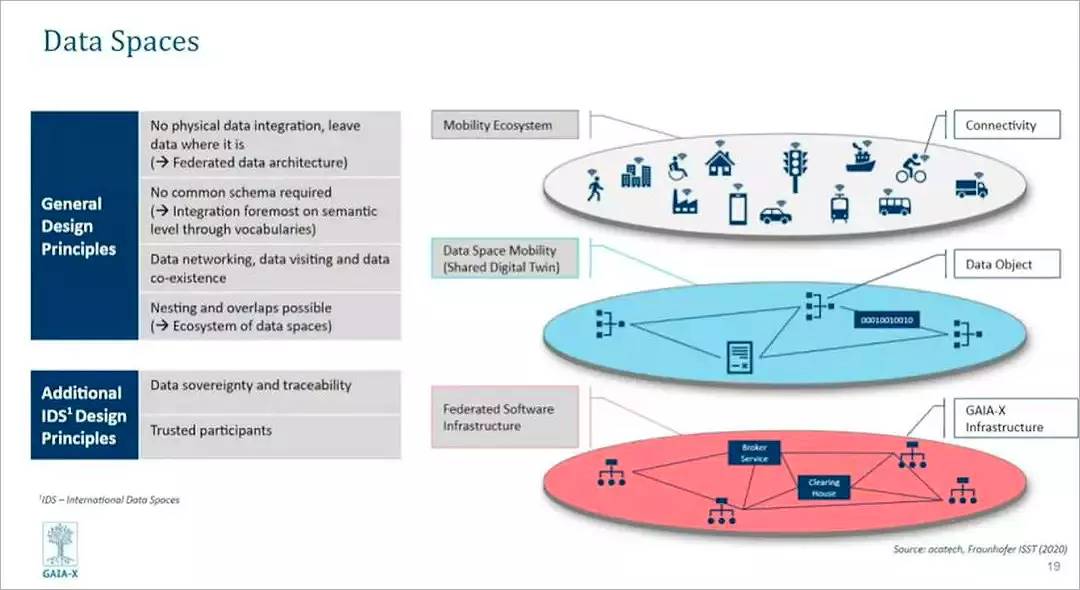 Data Spaces
General
Design
Principles
No physical data integration, leave
data where it is
(→ Federated data architecture)
No common schema required
(→ Integration foremost on semantic
level through vocabularies)
Data networking, data visiting and data
co-existence
Nesting and overlaps possible
(→ Ecosystem of data spaces)
Additional
IDS¹ Design
Principles
Data sovereignty and traceability
Trusted participants
¹IDS – International Data Spaces
GAIA-X
Mobility Ecosystem
Connectivity
Data Space Mobility
(Shared Digital Twin)
Data Object
00010010010
Federated Software
Infrastructure
GAIA-X
Infrastructure
Broker
Service
Clearing
House
Source: acatech, Fraunhofer ISST (2020)
19